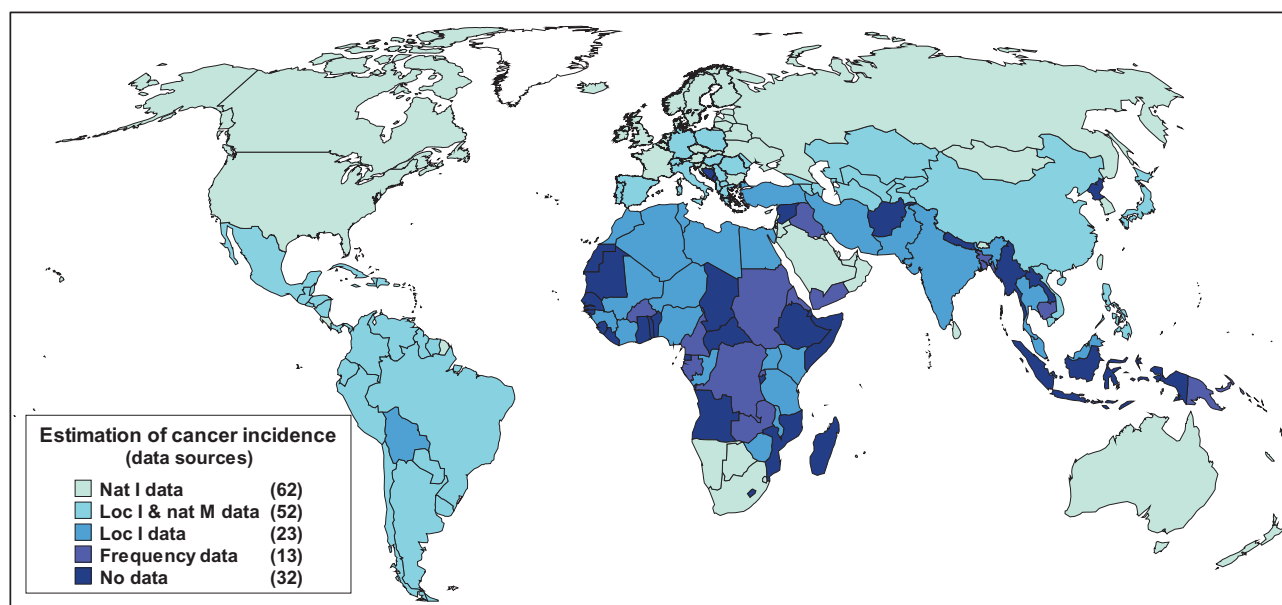 Estimation of cancer incidence
(data sources)
Nat I data (62)
Loc I & nat M data (52)
Loc I data (23)
Frequency data (13)
No data (32)